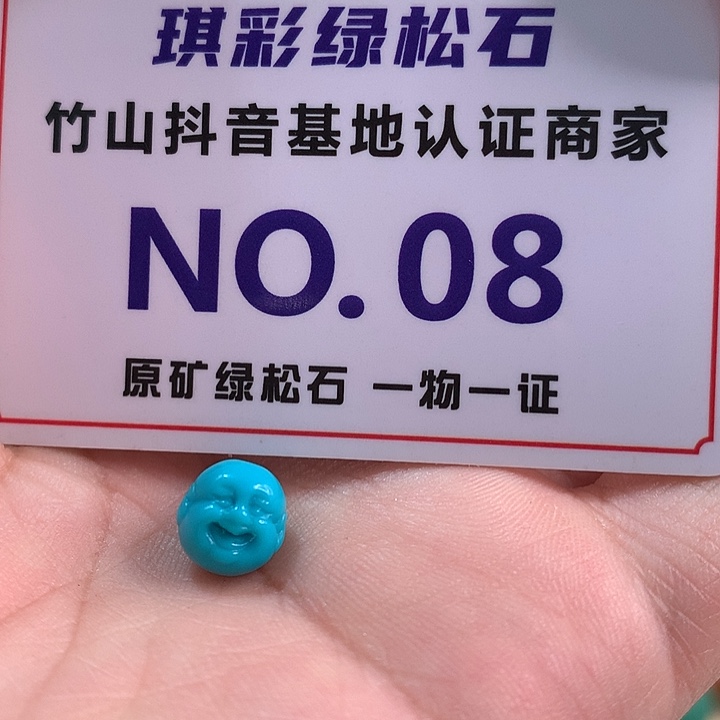 琪彩绿松石
竹山抖音基地认证商家
NO.08
原矿绿松石 一物一证